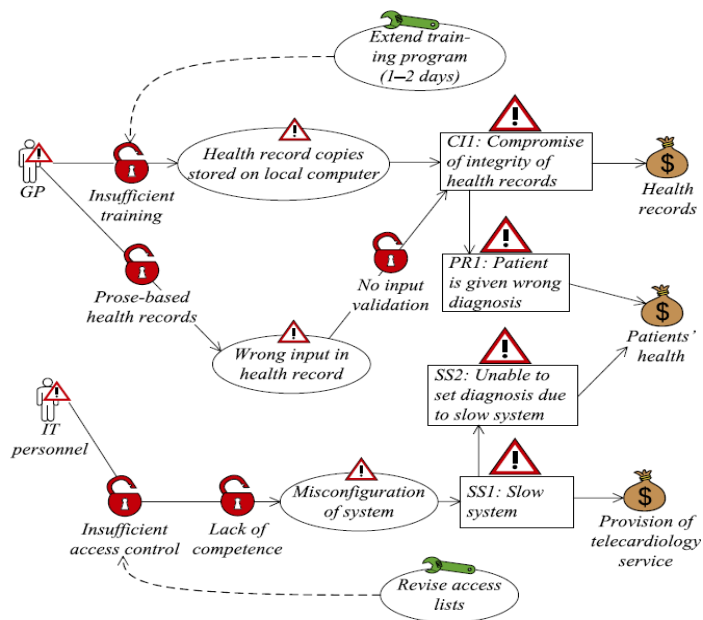 Extend train-
ing program
(1–2 days)
GP
Insufficient
training
Health record copies
stored on local computer
CI1: Compromise
of integrity of
health records
$
Health
records
Prose-based
health records
No input
validation
PR1: Patient
is given wrong
diagnosis
$
Patients'
health
Wrong input in
health record
SS2: Unable to
set diagnosis due
to slow system
IT
personnel
Insufficient
access control
Lack of
competence
Misconfiguration
of system
SS1: Slow
system
$
Provision of
telecardiology
service
Revise access
lists